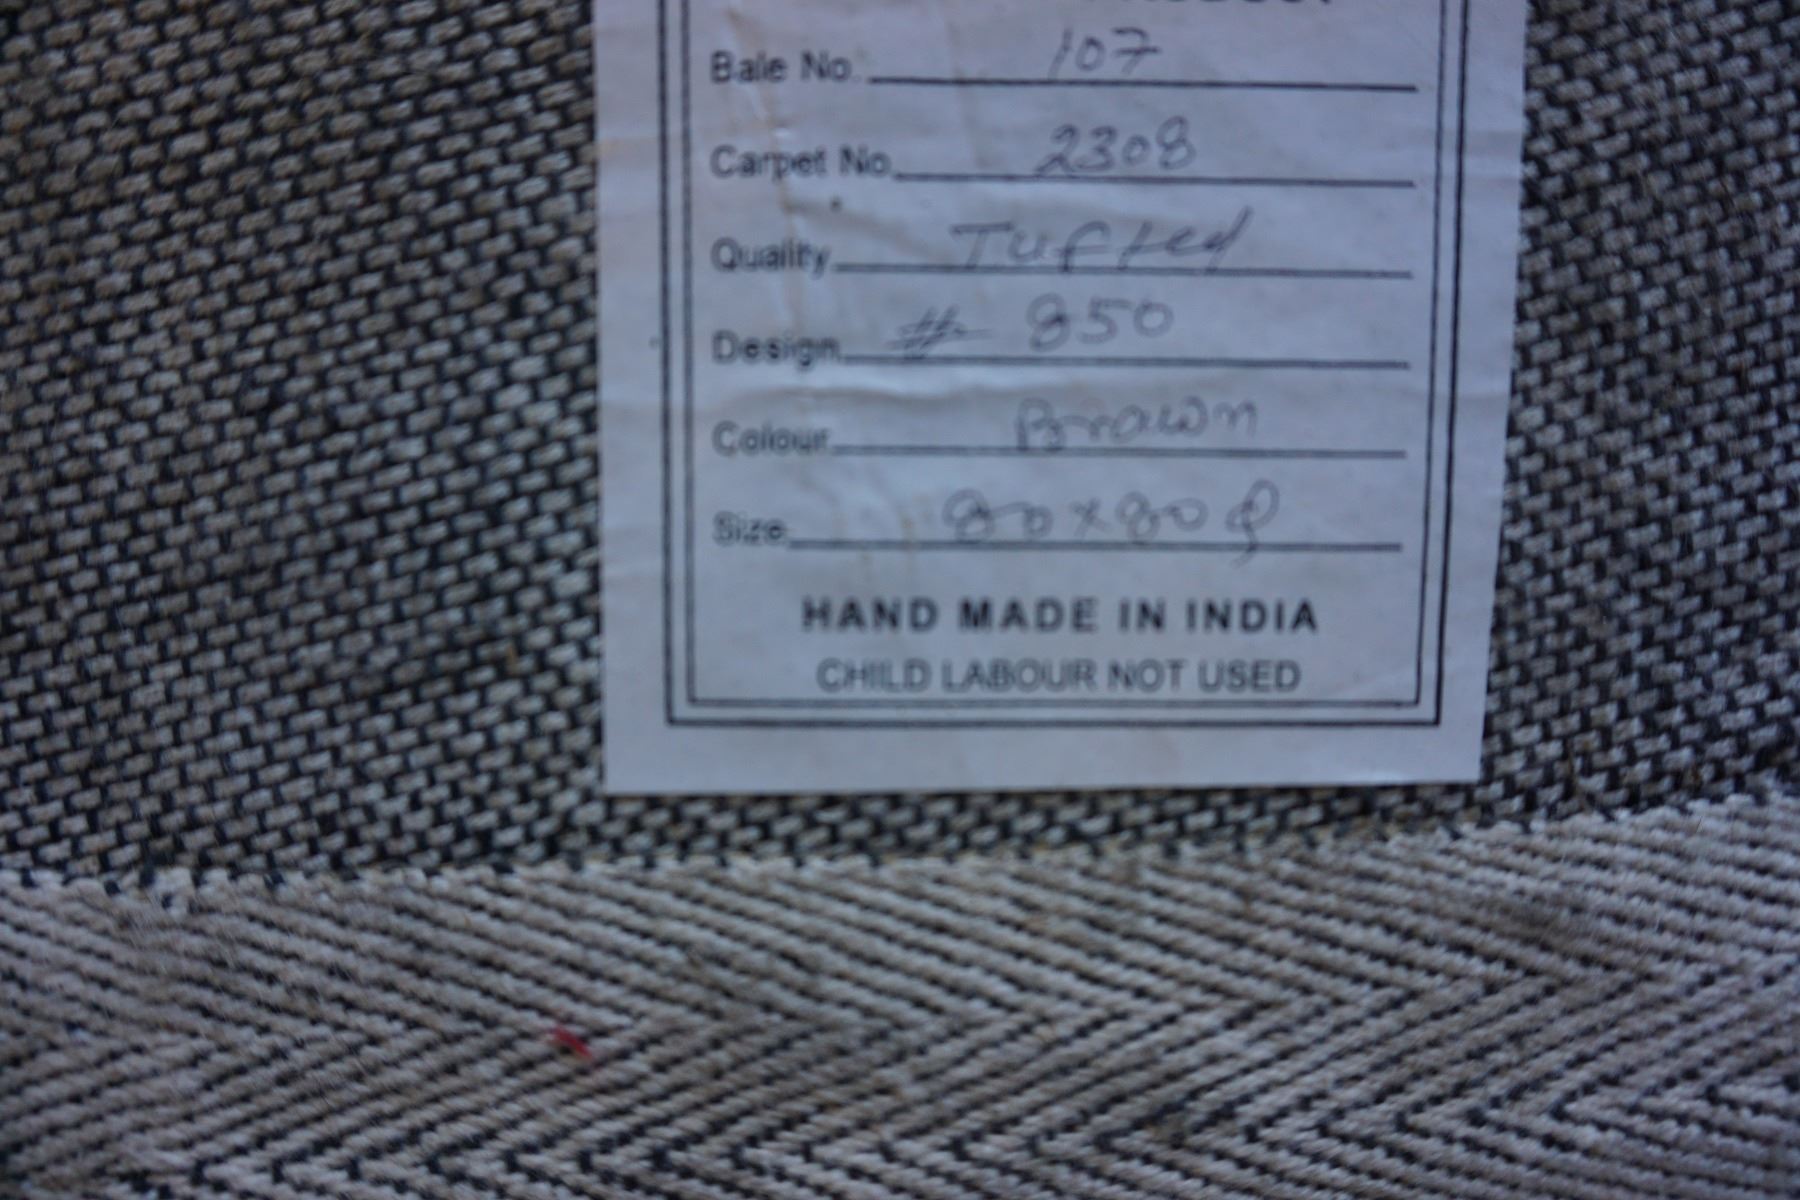 Bale No. 107
Carpet No. 2308
Quality Tufted
Design # 850
Colour Brown
Size 80x80
HAND MADE IN INDIA
CHILD LABOUR NOT USED